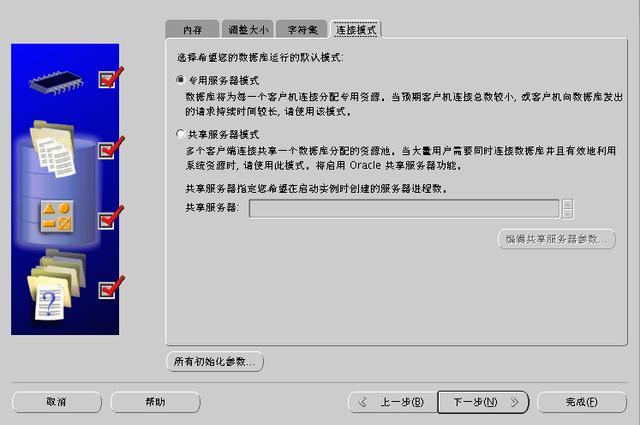 内容 调整大小 字符集 连接模式
选择希望您的数据库运行的默认模式:
专用服务器模式
数据库将为每一个客户机连接分配专用资源。当预期客户机连接总数较小, 或客户机向数据库发出
的请求持续时间较长, 请使用该模式。
共享服务器模式
多个客户端连接共享一个数据库分配的资源池。当大量用户需要同时连接数据库并且有效地利用
系统资源时, 请使用此模式。将启用 Oracle 共享服务器功能。
共享服务器指定您希望在启动实例时创建的服务器进程数。
共享服务器:
编辑共享服务器参数...
所有初始化参数...
取消 帮助 上一步(B) 下一步(N) 完成(F)